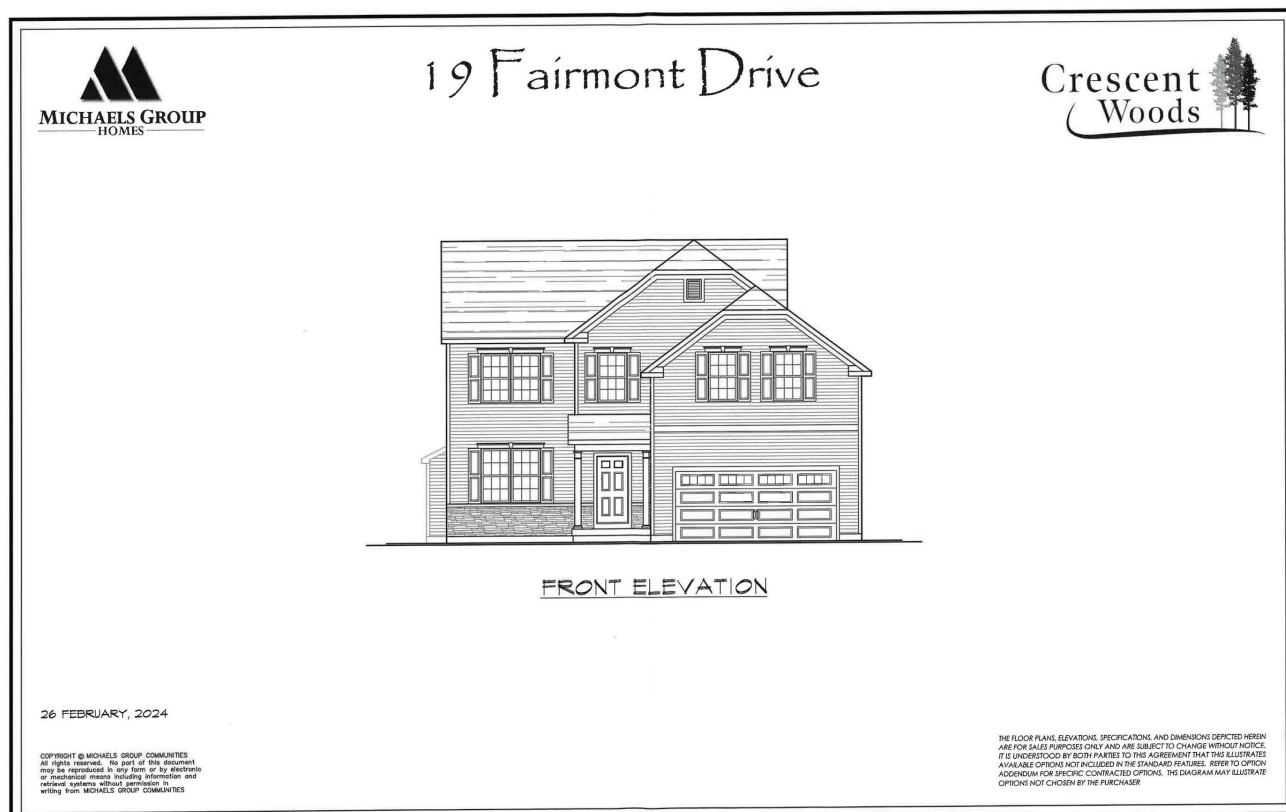 19 Fairmont Drive
MICHAELS GROUP
HOMES
Crescent
Woods
FRONT ELEVATION
26 FEBRUARY, 2024
COPYRIGHT © MICHAELS GROUP COMMUNITIES
All rights reserved. No part of this document
may be reproduced in any form or by electronic
or mechanical means including information and
retrieval systems without permission in
writing from MICHAELS GROUP COMMUNITIES
THE FLOOR PLANS, ELEVATIONS, SPECIFICATIONS, AND DIMENSIONS DEPICTED HEREIN
ARE FOR SALES PURPOSES ONLY AND ARE SUBJECT TO CHANGE WITHOUT NOTICE.
IT IS UNDERSTOOD BY BOTH PARTIES TO THIS AGREEMENT THAT THIS ILLUSTRATES
AVAILABLE OPTIONS NOT INCLUDED IN THE STANDARD FEATURES. REFER TO OPTION
ADDENDUM FOR SPECIFIC CONTRACTED OPTIONS. THS DIAGRAM MAY ILLUSTRATE
OPTIONS NOT CHOSEN BY THE PURCHASER